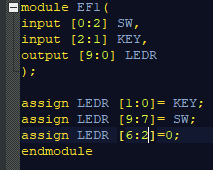 module EF1(
input [0:2] SW,
input [2:1] KEY,
output [9:0] LEDR
);
assign LEDR [1:0]= KEY;
assign LEDR [9:7]= SW;
assign LEDR [6:2]=0;
endmodule